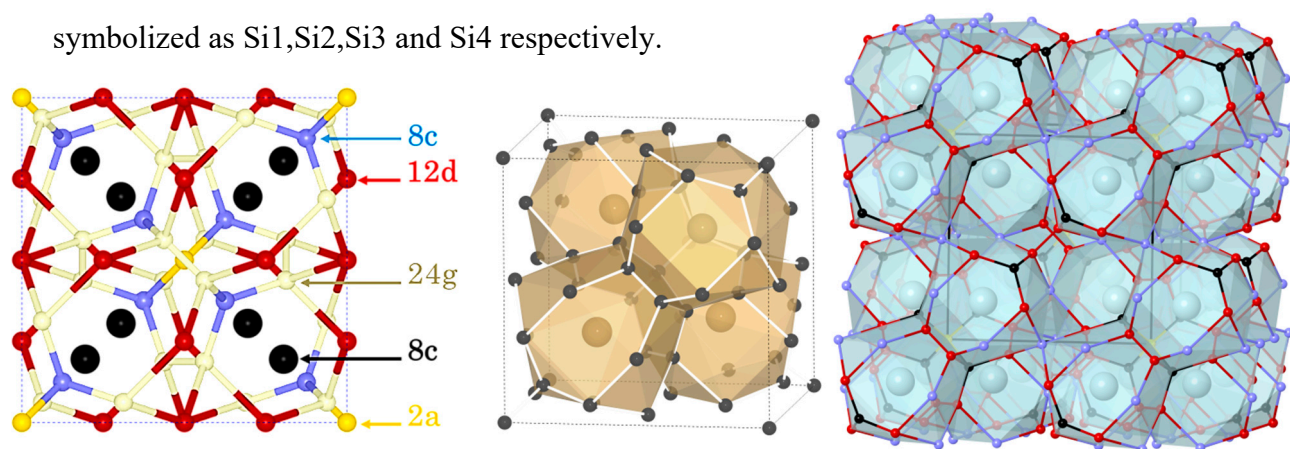 symbolized as Si1,Si2,Si3 and Si4 respectively.
8c
12d
24g
8c
2a